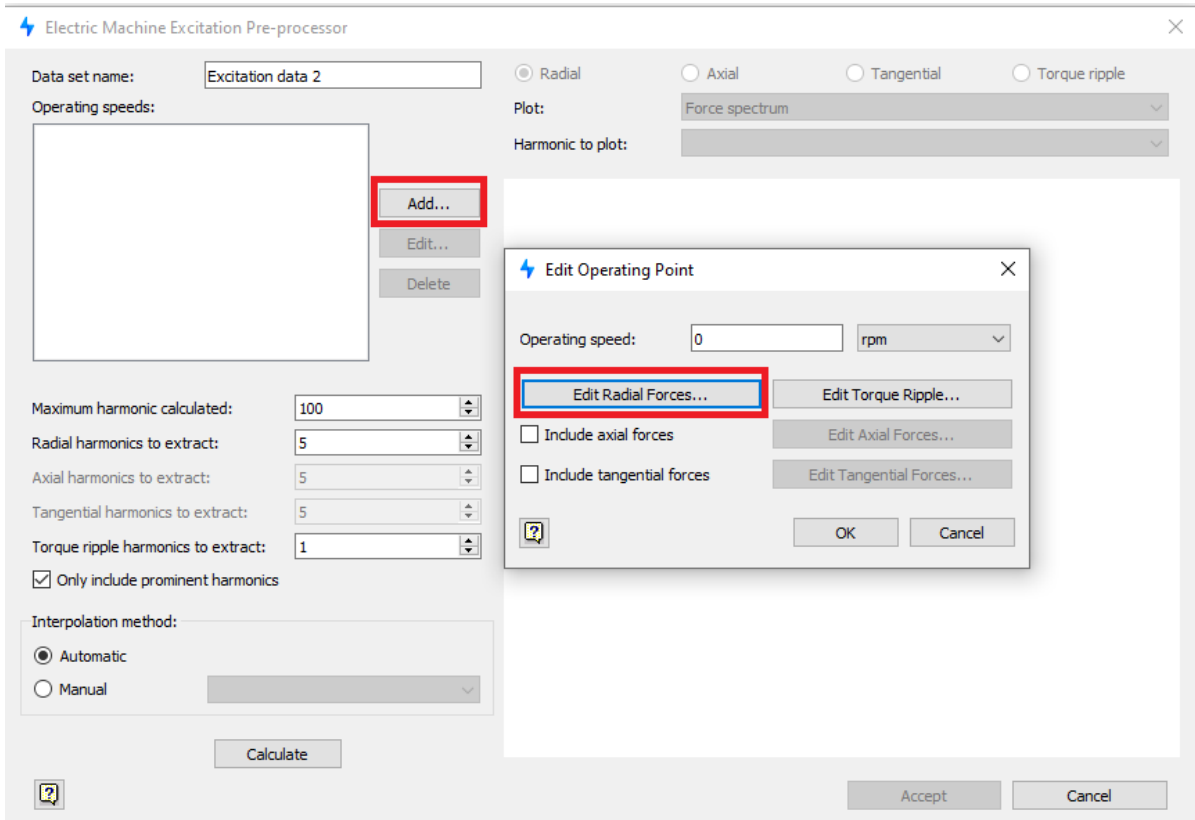 Electric Machine Excitation Pre-processor
Data set name: Excitation data 2
Operating speeds:
Add...
Edit...
Delete
Maximum harmonic calculated: 100
Radial harmonics to extract: 5
Axial harmonics to extract: 5
Tangential harmonics to extract: 5
Torque ripple harmonics to extract: 1
Only include prominent harmonics
Interpolation method:
Automatic
Manual
Calculate
Radial Axial Tangential Torque ripple
Plot: Force spectrum
Harmonic to plot:
Edit Operating Point
Operating speed: 0 rpm
Edit Radial Forces... Edit Torque Ripple...
Include axial forces Edit Axial Forces...
Include tangential forces Edit Tangential Forces...
? OK Cancel
? Accept Cancel